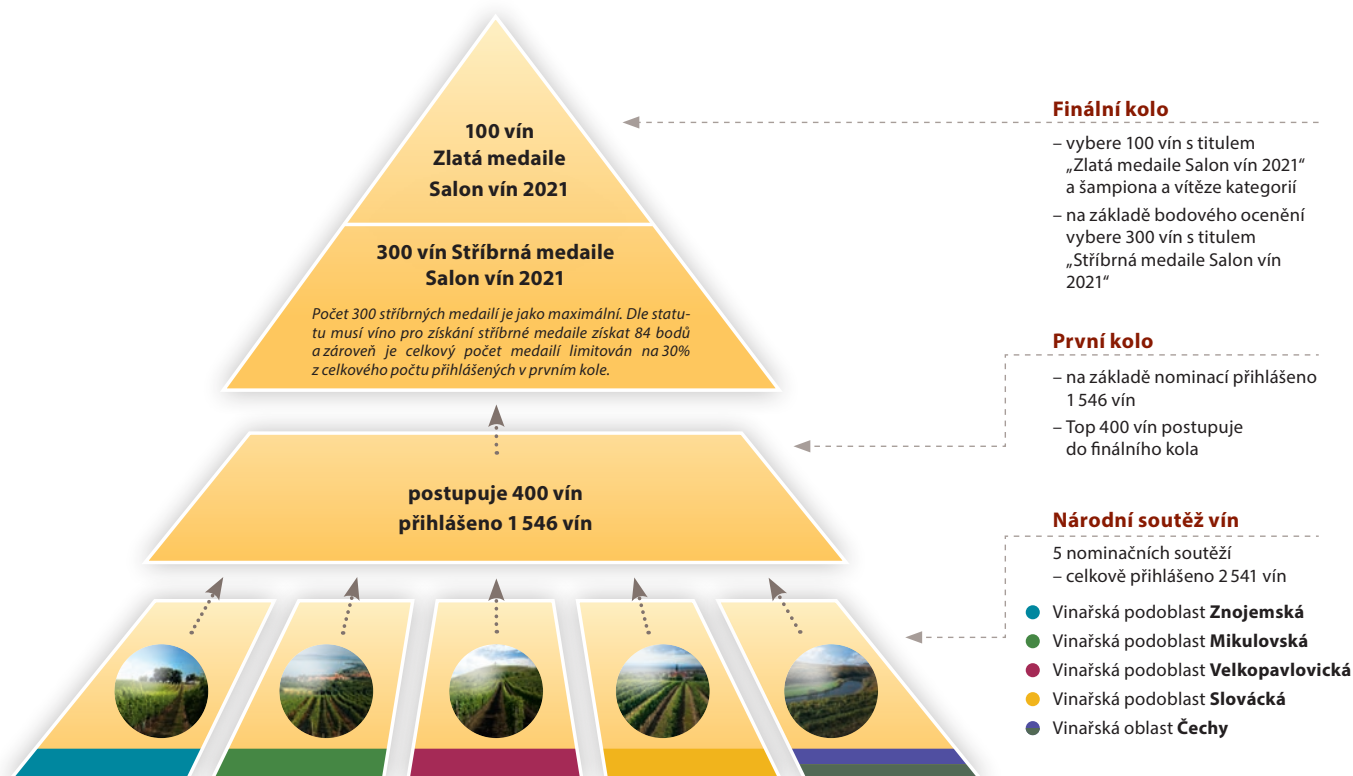 100 vín
Zlatá medaile
Salon vín 2021
300 vín Stříbrná medaile
Salon vín 2021
Počet 300 stříbrných medailí je jako maximální. Dle statu-
tu musí víno pro získání stříbrné medaile získat 84 bodů
a zároveň je celkový počet medailí limitován na 30%
z celkového počtu přihlášených v prvním kole.
postupuje 400 vín
přihlášeno 1 546 vín
Finální kolo
– vybere 100 vín s titulem
„Zlatá medaile Salon vín 2021“
a šampiona a vítěze kategorií
– na základě bodového ocenění
vybere 300 vín s titulem
„Stříbrná medaile Salon vín
2021“
První kolo
– na základě nominací přihlášeno
1 546 vín
– Top 400 vín postupuje
do finálního kola
Národní soutěž vín
5 nominačních soutěží
– celkově přihlášeno 2 541 vín
Vinařská podoblast Znojemská
Vinařská podoblast Mikulovská
Vinařská podoblast Velkopavlovická
Vinařská podoblast Slovácká
Vinařská oblast Čechy